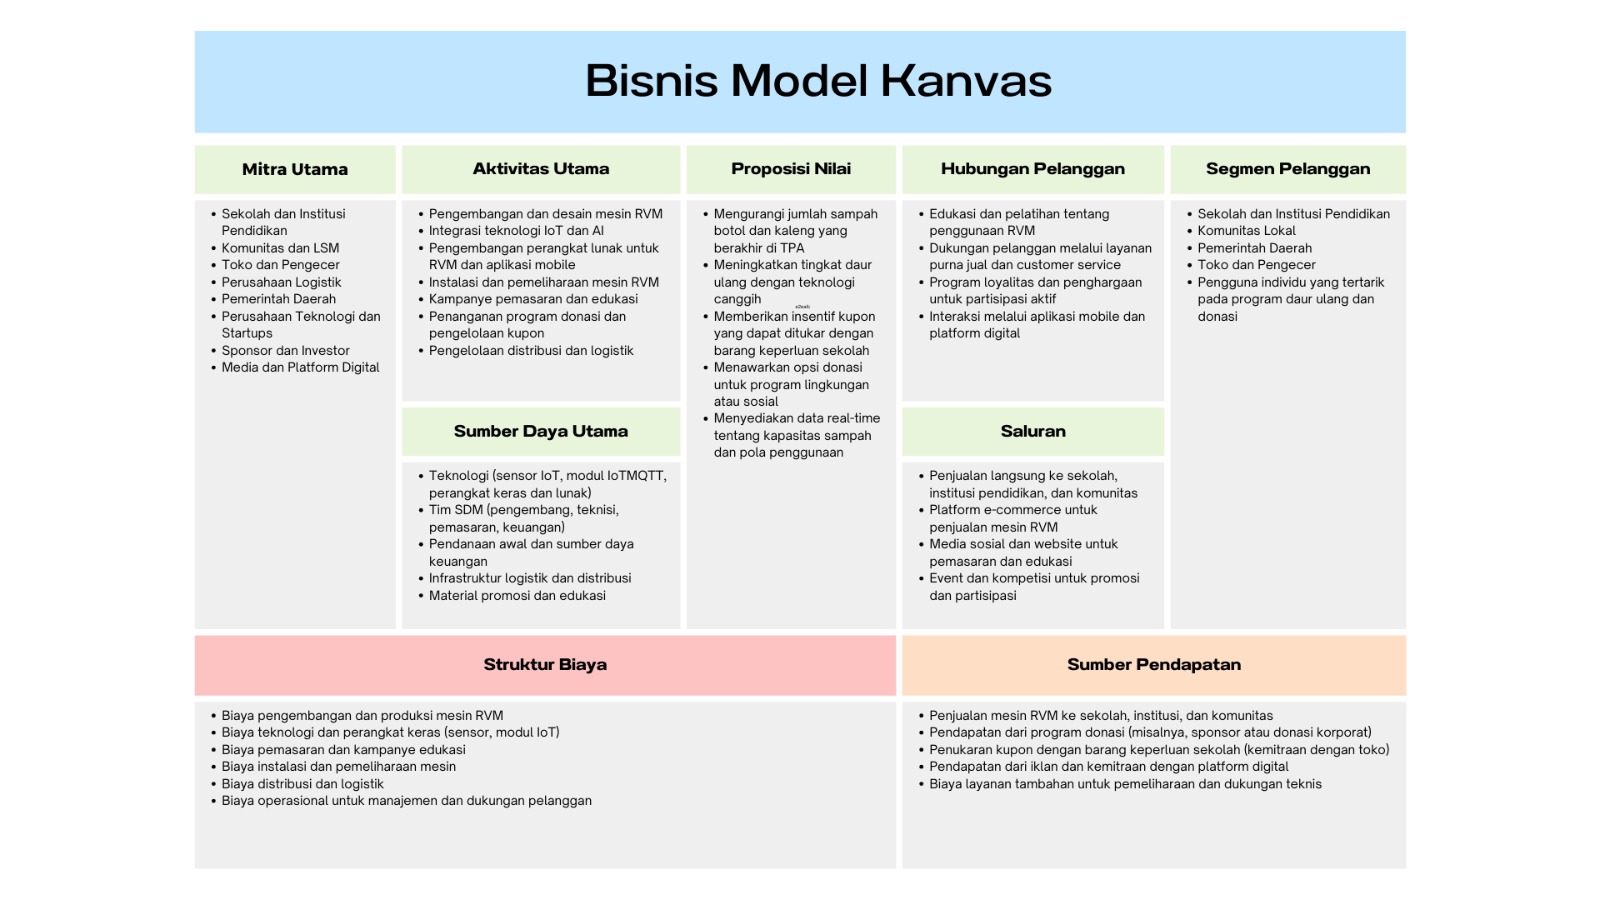 Bisnis Model Kanvas
Mitra Utama
Sekolah dan Institusi
Pendidikan
Komunitas dan LSM
Toko dan Pengecer
Perusahaan Logistik
Pemerintah Daerah
Perusahaan Teknologi dan
Startups
Sponsor dan Investor
Media dan Platform Digital
Aktivitas Utama
Pengembangan dan desain mesin RVM
Integrasi teknologi IoT dan AI
Pengembangan perangkat lunak untuk
RVM dan aplikasi mobile
Instalasi dan pemeliharaan mesin RVM
Kampanye pemasaran dan edukasi
Penanganan program donasi dan
pengelolaan kupon
Pengelolaan distribusi dan logistik
Sumber Daya Utama
Teknologi (sensor IoT, modul IoTMQTT,
perangkat keras dan lunak)
Tim SDM (pengembang, teknisi,
pemasaran, keuangan)
Pendanaan awal dan sumber daya
keuangan
Infrastruktur logistik dan distribusi
Material promosi dan edukasi
Proposisi Nilai
Mengurangi jumlah sampah
botol dan kaleng yang
berakhir di TPA
Meningkatkan tingkat daur
ulang dengan teknologi
canggih
Memberikan insentif kupon
yang dapat ditukar dengan
barang keperluan sekolah
Menawarkan opsi donasi
untuk program lingkungan
atau sosial
Menyediakan data real-time
tentang kapasitas sampah
dan pola penggunaan
Hubungan Pelanggan
Edukasi dan pelatihan tentang
penggunaan RVM
Dukungan pelanggan melalui layanan
purna jual dan customer service
Program loyalitas dan penghargaan
untuk partisipasi aktif
Interaksi melalui aplikasi mobile dan
platform digital
Saluran
Penjualan langsung ke sekolah,
institusi pendidikan, dan komunitas
Platform e-commerce untuk
penjualan mesin RVM
Media sosial dan website untuk
pemasaran dan edukasi
Event dan kompetisi untuk promosi
dan partisipasi
Segmen Pelanggan
Sekolah dan Institusi Pendidikan
Komunitas Lokal
Pemerintah Daerah
Toko dan Pengecer
Pengguna individu yang tertarik
pada program daur ulang dan
donasi
Struktur Biaya
Biaya pengembangan dan produksi mesin RVM
Biaya teknologi dan perangkat keras (sensor, modul IoT)
Biaya pemasaran dan kampanye edukasi
Biaya instalasi dan pemeliharaan mesin
Biaya distribusi dan logistik
Biaya operasional untuk manajemen dan dukungan pelanggan
Sumber Pendapatan
Penjualan mesin RVM ke sekolah, institusi, dan komunitas
Pendapatan dari program donasi (misalnya, sponsor atau donasi korporat)
Penukaran kupon dengan barang keperluan sekolah (kemitraan dengan toko)
Pendapatan dari iklan dan kemitraan dengan platform digital
Biaya layanan tambahan untuk pemeliharaan dan dukungan teknis